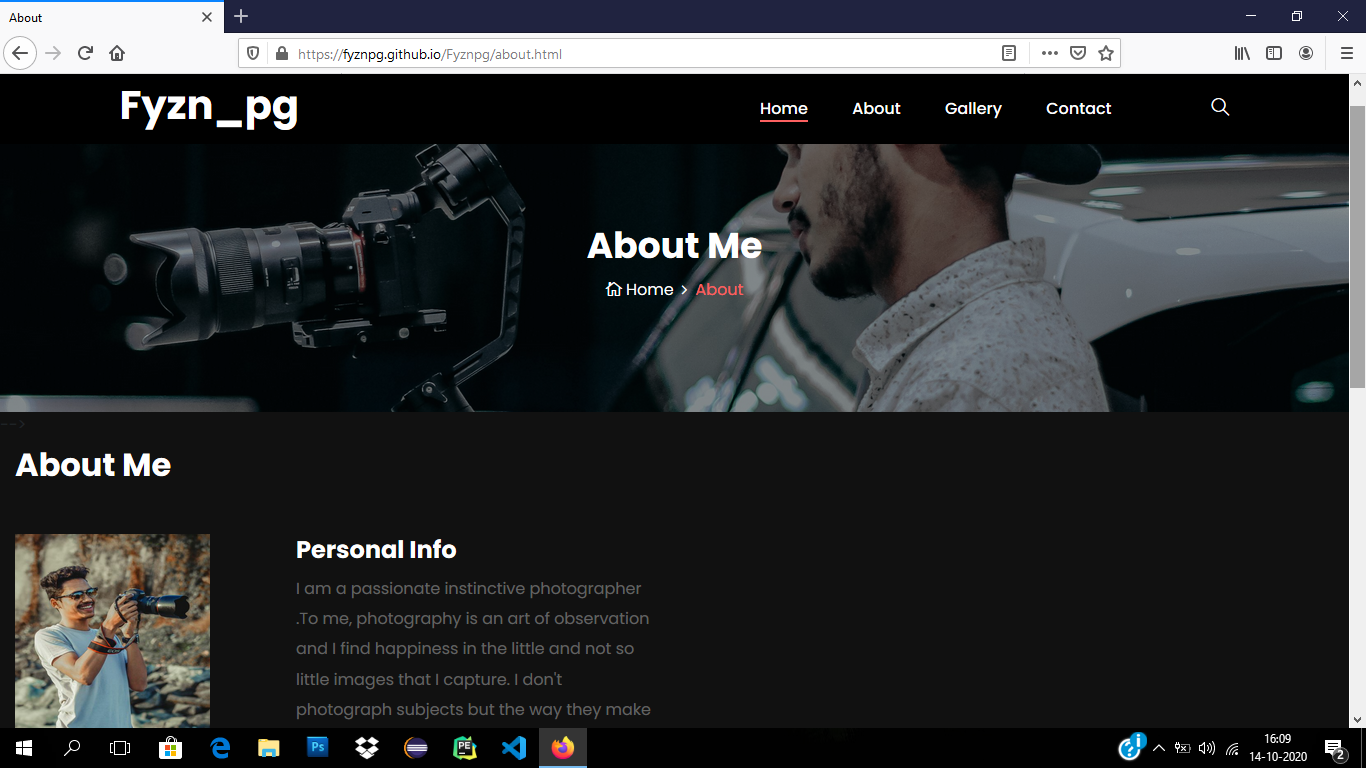 About
https://fyznpg.github.io/Fyznpg/about.html
Fyzn_pg
Home About Gallery Contact
About Me
Home > About
-->
About Me
Personal Info
I am a passionate instinctive photographer
.To me, photography is an art of observation
and I find happiness in the little and not so
little images that I capture. I don't
photograph subjects but the way they make
Ps
PE
16:09
14-10-2020
2